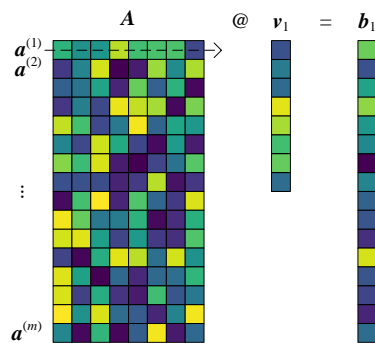 A @ v₁ = b₁
a⁽¹⁾
a⁽²⁾
⋮
a⁽ᵐ⁾